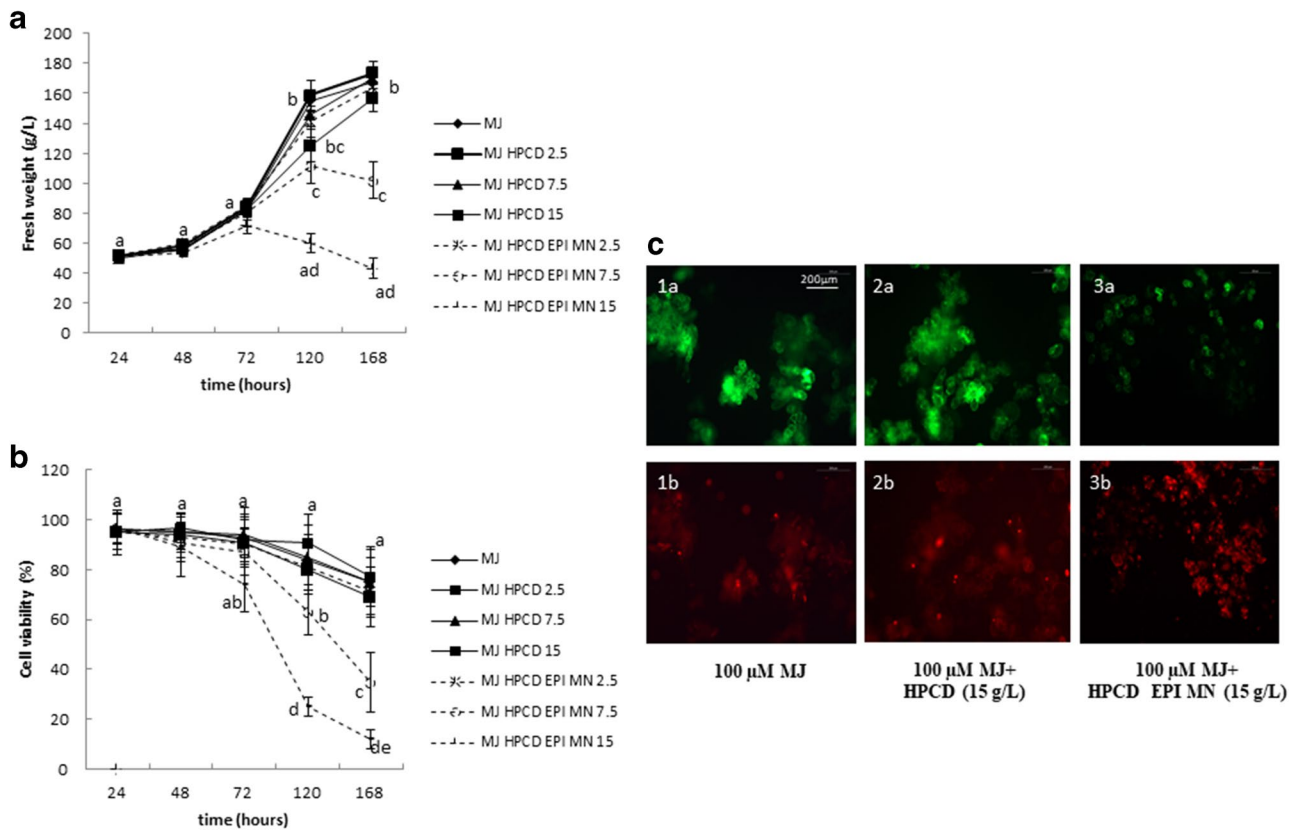 a
Fresh weight (g/L)
200
180
160
140
120
100
80
60
40
20
0
a
a
a
b
bc
c
ad
b
c
ad
24 48 72 120 168
time (hours)
MJ
MJ HPCD 2.5
MJ HPCD 7.5
MJ HPCD 15
MJ HPCD EPI MN 2.5
MJ HPCD EPI MN 7.5
MJ HPCD EPI MN 15
b
Cell viability (%)
120
100
80
60
40
20
0
a
a
a
a
a
ab
b
c
d
de
24 48 72 120 168
time (hours)
MJ
MJ HPCD 2.5
MJ HPCD 7.5
MJ HPCD 15
MJ HPCD EPI MN 2.5
MJ HPCD EPI MN 7.5
MJ HPCD EPI MN 15
c
1a
200µm
2a
3a
1b
2b
3b
100 µM MJ
100 µM MJ+
HPCD (15 g/L)
100 µM MJ+
HPCD EPI MN (15 g/L)